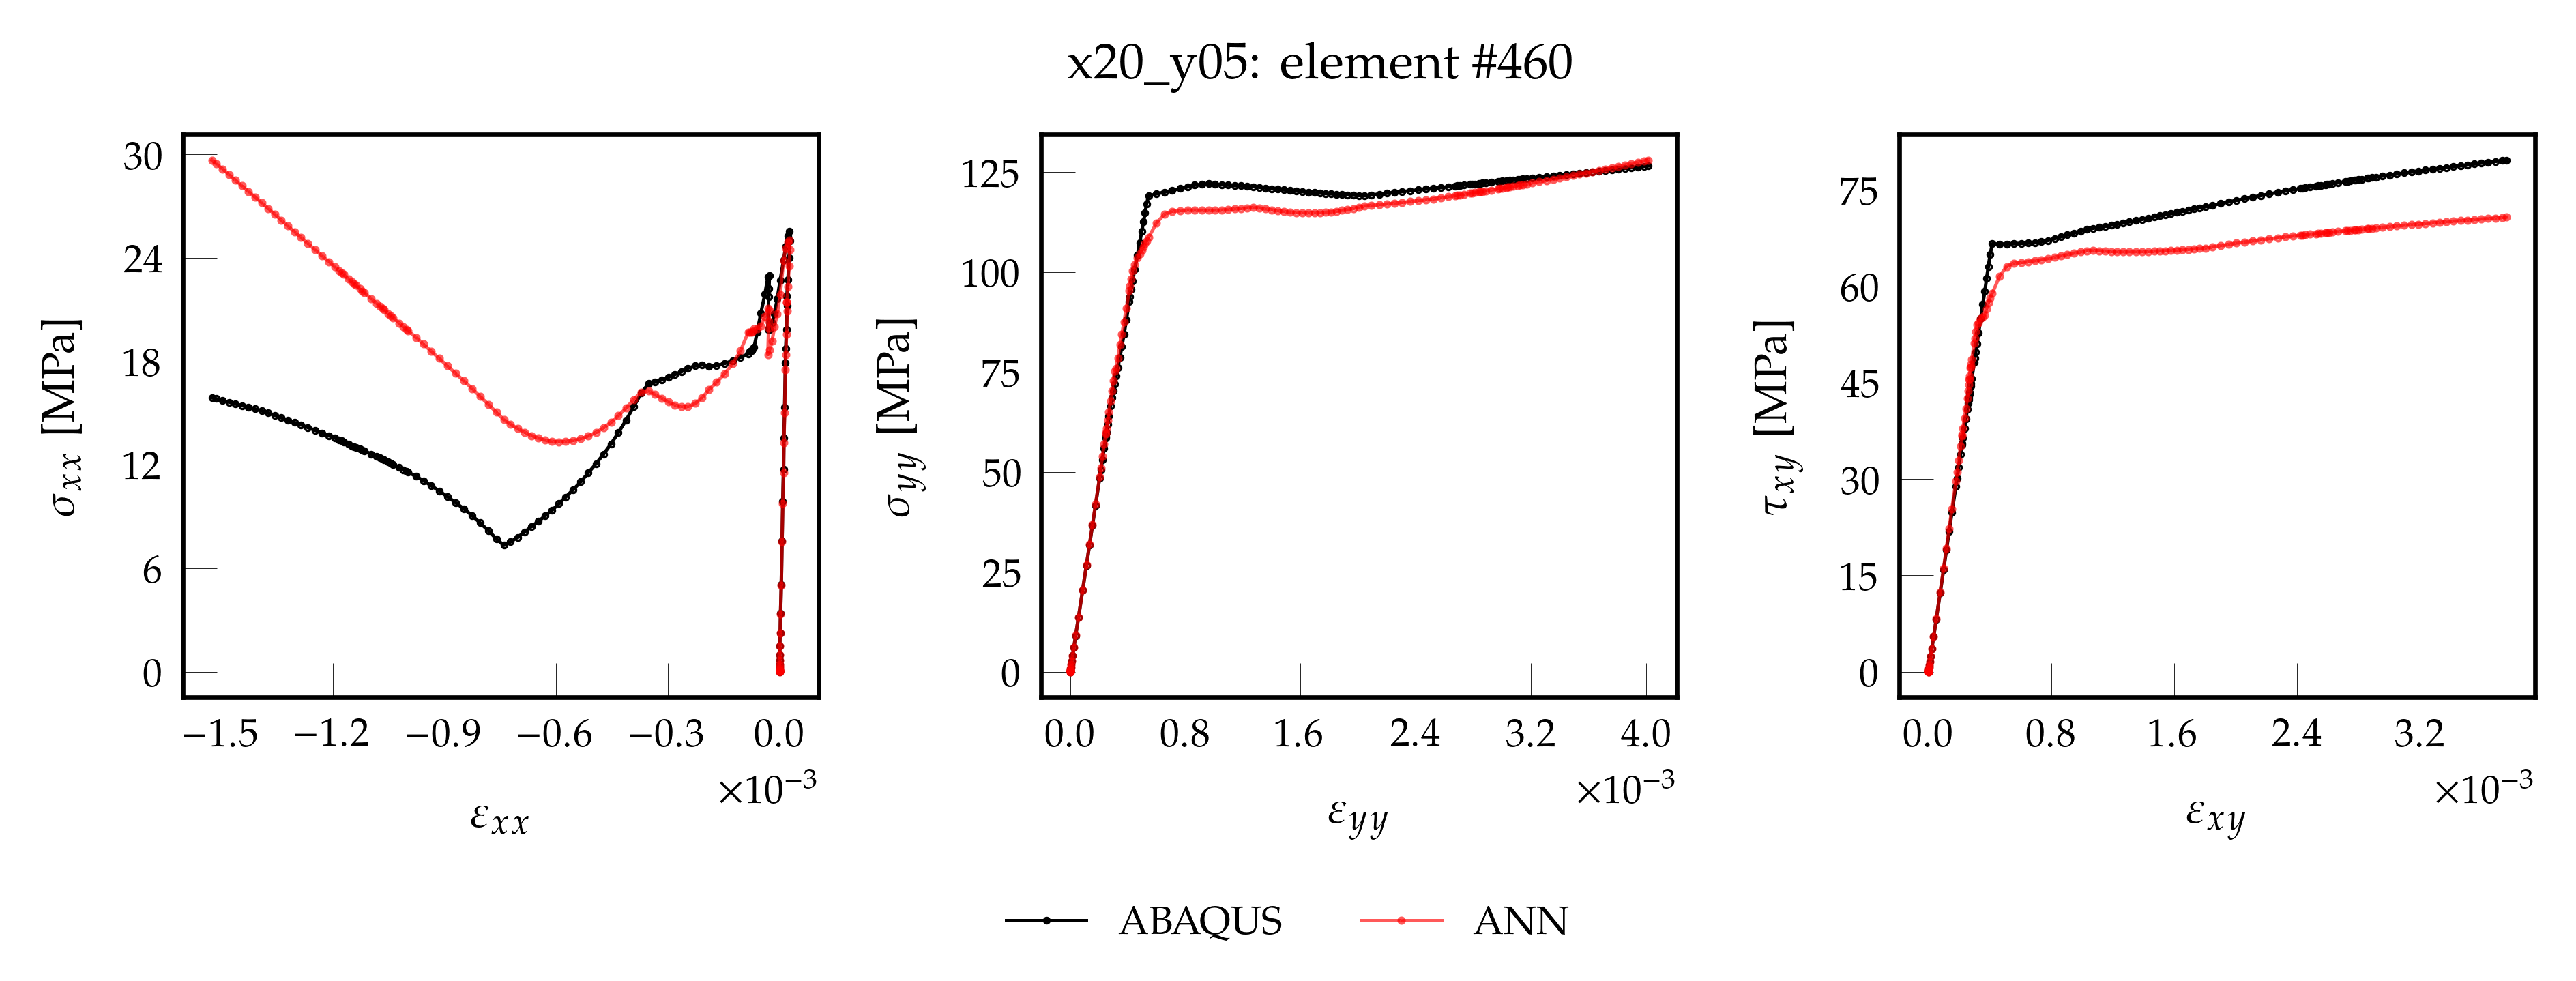 x20_y05: element #460
σxx [MPa]
30
24
18
12
6
0
−1.5 −1.2 −0.9 −0.6 −0.3 0.0
×10−3
εxx
σyy [MPa]
125
100
75
50
25
0
0.0 0.8 1.6 2.4 3.2 4.0
×10−3
εyy
τxy [MPa]
75
60
45
30
15
0
0.0 0.8 1.6 2.4 3.2
×10−3
εxy
ABAQUS ANN